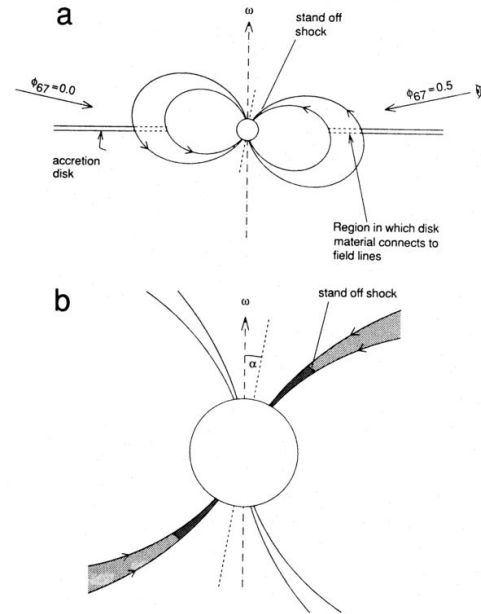 a
ω
stand off
shock
ϕ67=0.0
ϕ67=0.5
accretion
disk
Region in which disk
material connects to
field lines
b
ω
stand off shock
α